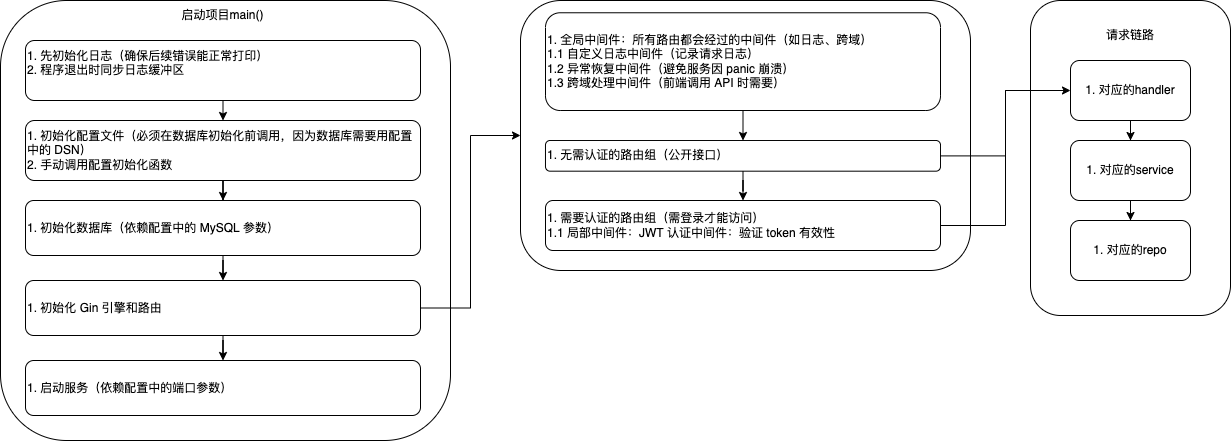 启动项目main()
1. 先初始化日志（确保后续错误能正常打印）
2. 程序退出时同步日志缓冲区
1. 初始化配置文件（必须在数据库初始化前调用，因为数据库需要用配置
中的 DSN）
2. 手动调用配置初始化函数
1. 初始化数据库（依赖配置中的 MySQL 参数）
1. 初始化 Gin 引擎和路由
1. 启动服务（依赖配置中的端口参数）
1. 全局中间件：所有路由都会经过的中间件（如日志、跨域）
1.1 自定义日志中间件（记录请求日志）
1.2 异常恢复中间件（避免服务因 panic 崩溃）
1.3 跨域处理中间件（前端调用 API 时需要）
1. 无需认证的路由组（公开接口）
1. 需要认证的路由组（需登录才能访问）
1.1 局部中间件：JWT 认证中间件：验证 token 有效性
请求链路
1. 对应的handler
1. 对应的service
1. 对应的repo